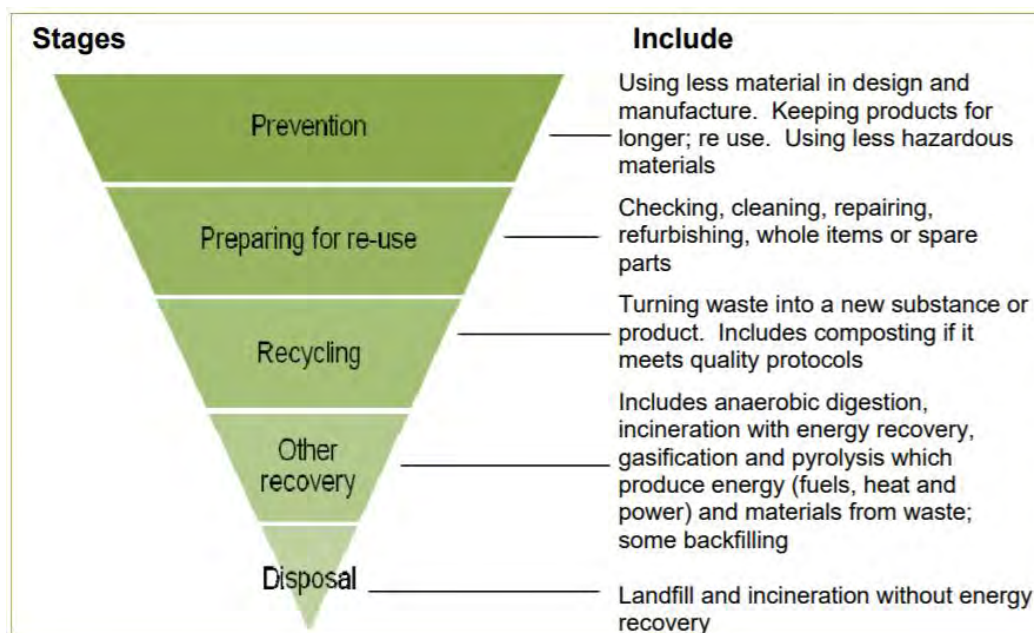 Stages
Include
Prevention
Using less material in design and
manufacture.  Keeping products for
longer; re use.  Using less hazardous
materials
Preparing for re-use
Checking, cleaning, repairing,
refurbishing, whole items or spare
parts
Recycling
Turning waste into a new substance or
product.  Includes composting if it
meets quality protocols
Other
recovery
Includes anaerobic digestion,
incineration with energy recovery,
gasification and pyrolysis which
produce energy (fuels, heat and
power) and materials from waste;
some backfilling
Disposal
Landfill and incineration without energy
recovery